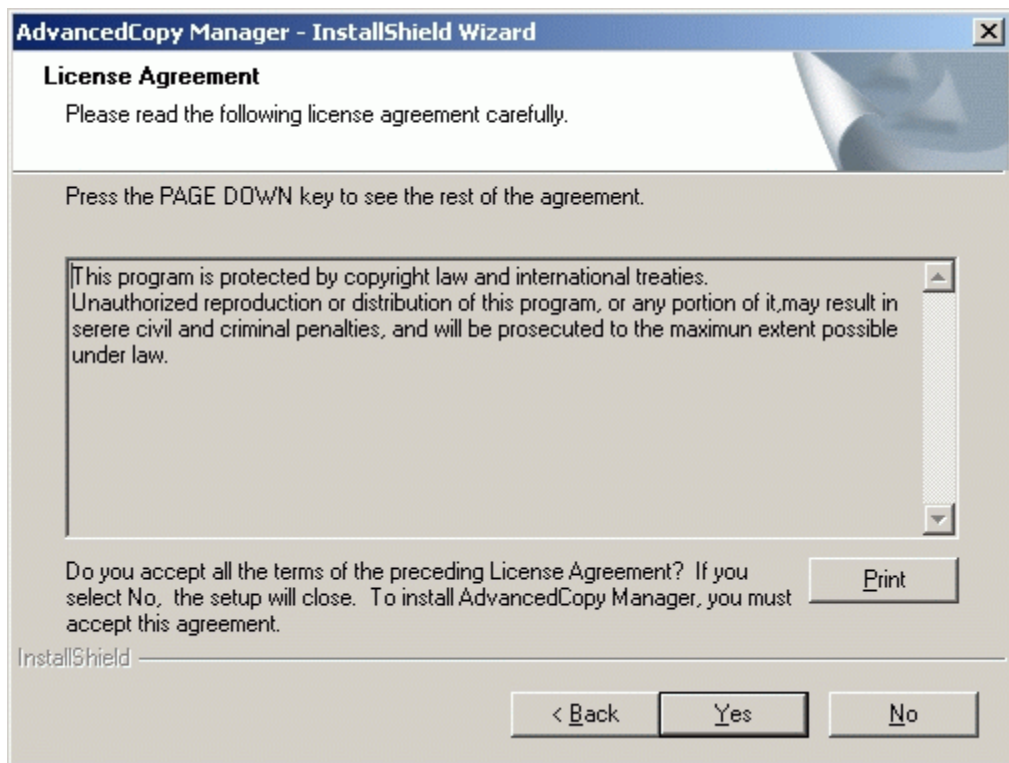 AdvancedCopy Manager - InstallShield Wizard
License Agreement
Please read the following license agreement carefully.
Press the PAGE DOWN key to see the rest of the agreement.
This program is protected by copyright law and international treaties.
Unauthorized reproduction or distribution of this program, or any portion of it,may result in
serere civil and criminal penalties, and will be prosecuted to the maximun extent possible
under law.
Do you accept all the terms of the preceding License Agreement?  If you
select No,  the setup will close.  To install AdvancedCopy Manager, you must
accept this agreement.
Print
InstallShield
< Back
Yes
No